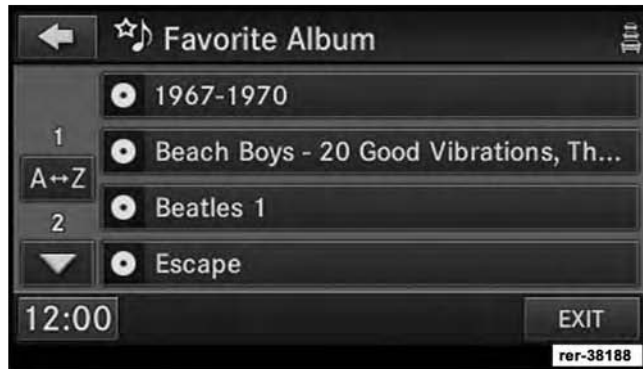 Favorite Album
1967-1970
1
Beach Boys - 20 Good Vibrations, Th...
A↔Z
Beatles 1
2
Escape
12:00
EXIT
rer-38188